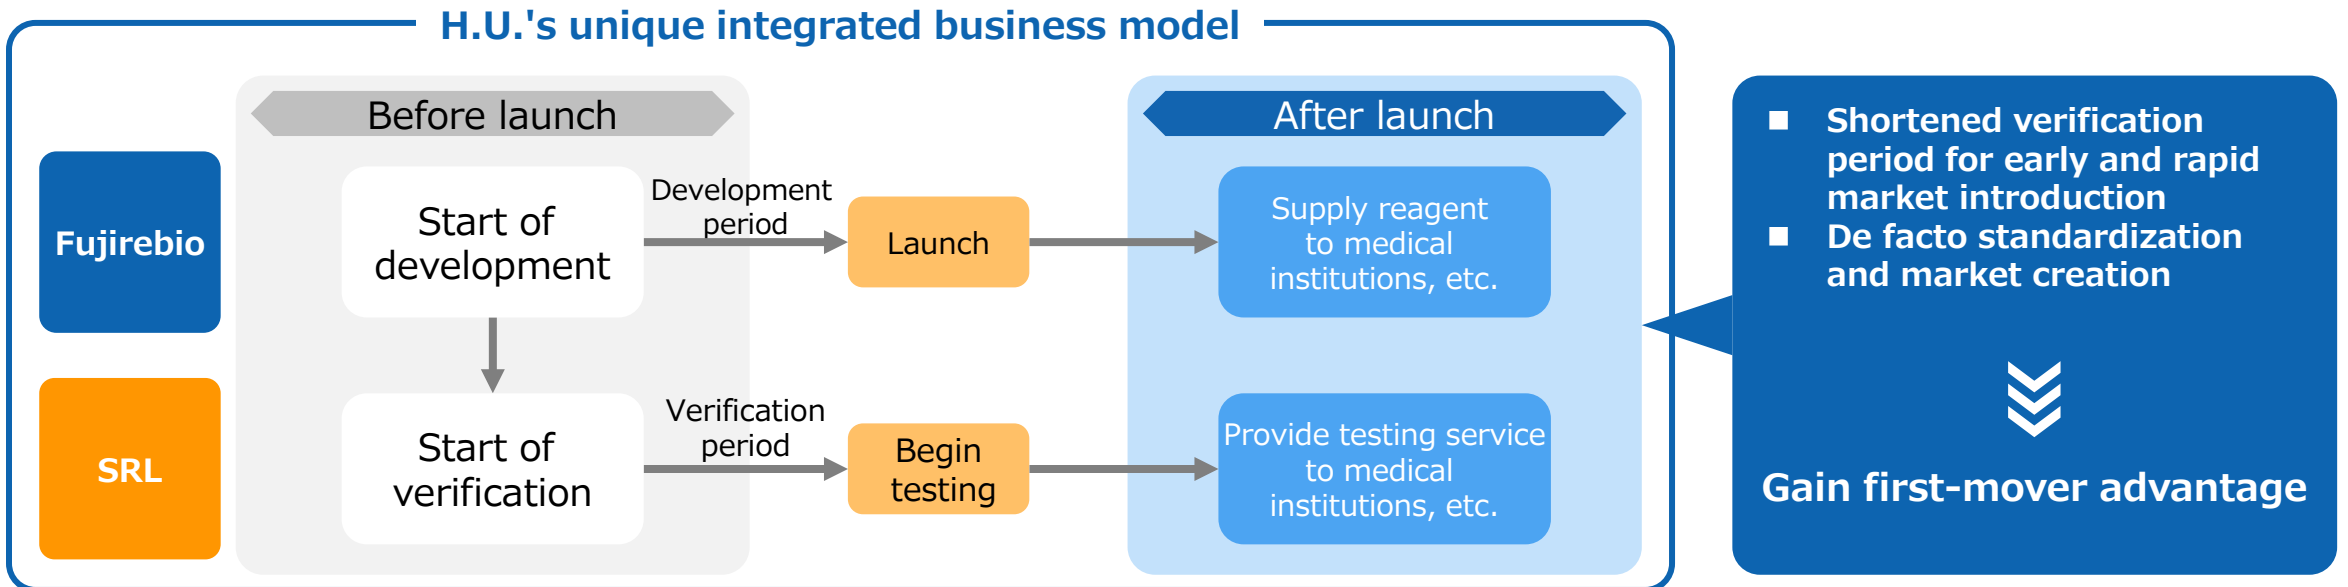 H.U.'s unique integrated business model
Before launch
After launch
Fujirebio
Start of
development
Development
period
Launch
Supply reagent
to medical
institutions, etc.
SRL
Start of
verification
Verification
period
Begin
testing
Provide testing service
to medical
institutions, etc.
■ Shortened verification
period for early and rapid
market introduction
■ De facto standardization
and market creation
Gain first-mover advantage